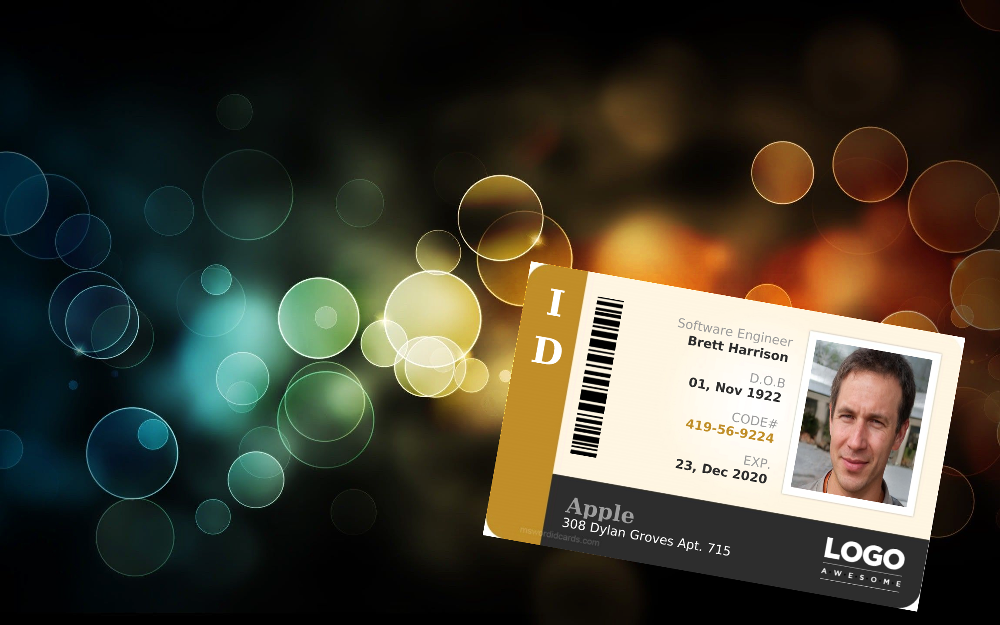 I
D
Software Engineer
Brett Harrison
D.O.B
01, Nov 1922
CODE#
419-56-9224
EXP.
23, Dec 2020
Apple
308 Dylan Groves Apt. 715
LOGO
AWESOME